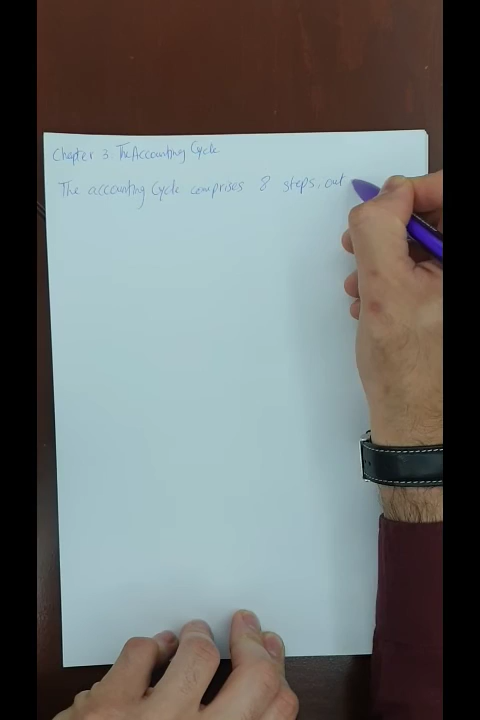 Chapter 3 The Accounting Cycle
The accounting Cycle comprises 8 steps, out